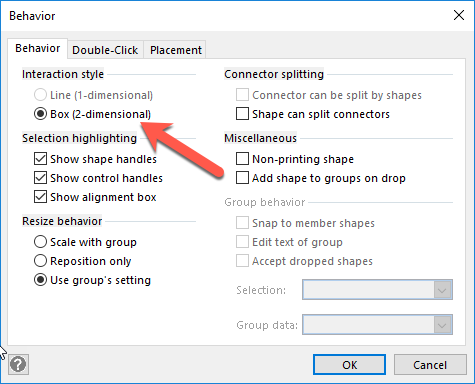 Behavior
Behavior Double-Click Placement
Interaction style
Line (1-dimensional)
Box (2-dimensional)
Selection highlighting
Show shape handles
Show control handles
Show alignment box
Resize behavior
Scale with group
Reposition only
Use group's setting
Connector splitting
Connector can be split by shapes
Shape can split connectors
Miscellaneous
Non-printing shape
Add shape to groups on drop
Group behavior
Snap to member shapes
Edit text of group
Accept dropped shapes
Selection:
Group data:
?
OK Cancel